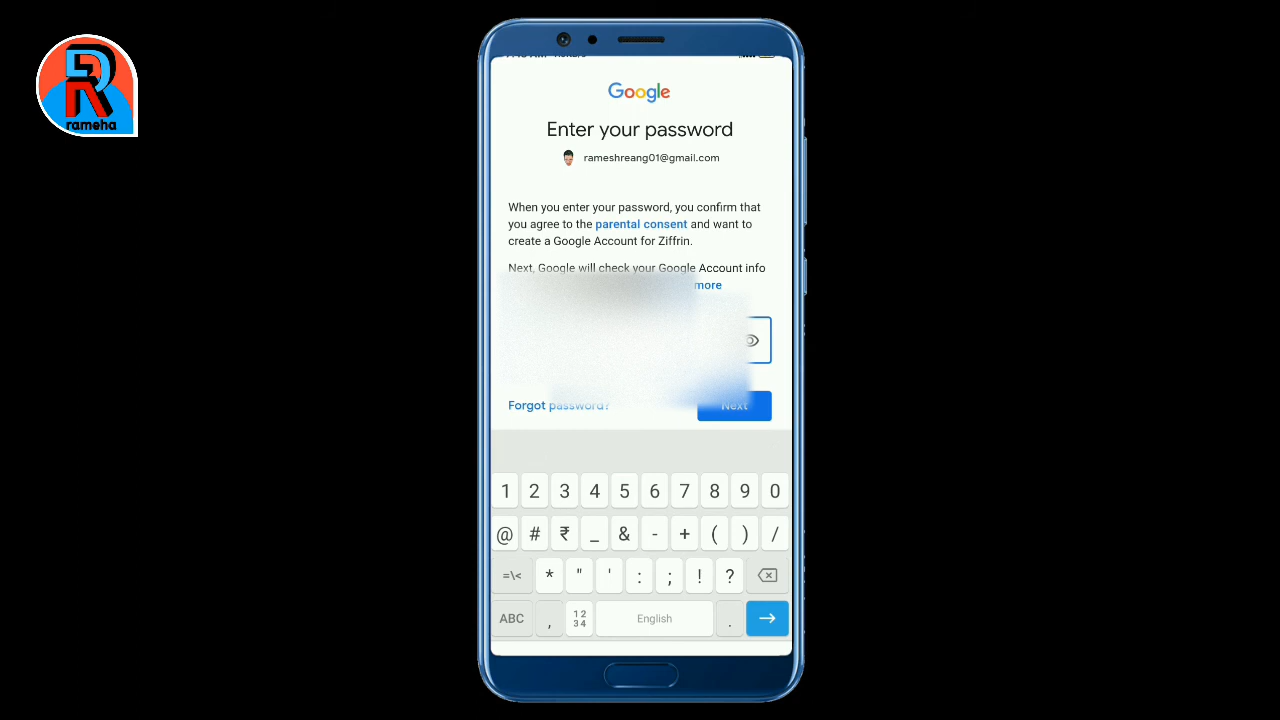 rameha
Google
Enter your password
rameshreang01@gmail.com
When you enter your password, you confirm that
you agree to the parental consent and want to
create a Google Account for Ziffrin.
Next, Google will check your Google Account info
more
Forgot password?
Next
1 2 3 4 5 6 7 8 9 0
@ # ₹ _ & - + ( ) /
=\< * " ' : ; ! ?
ABC , 12 34 English .